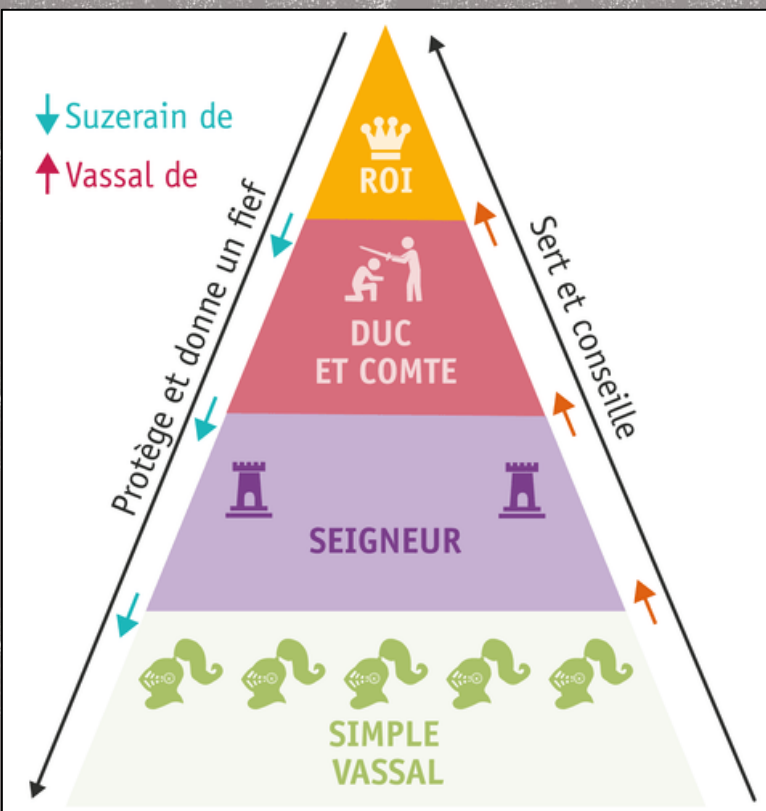 Suzerain de
Vassal de
Protège et donne un fief
Sert et conseille
ROI
DUC
ET COMTE
SEIGNEUR
SIMPLE
VASSAL